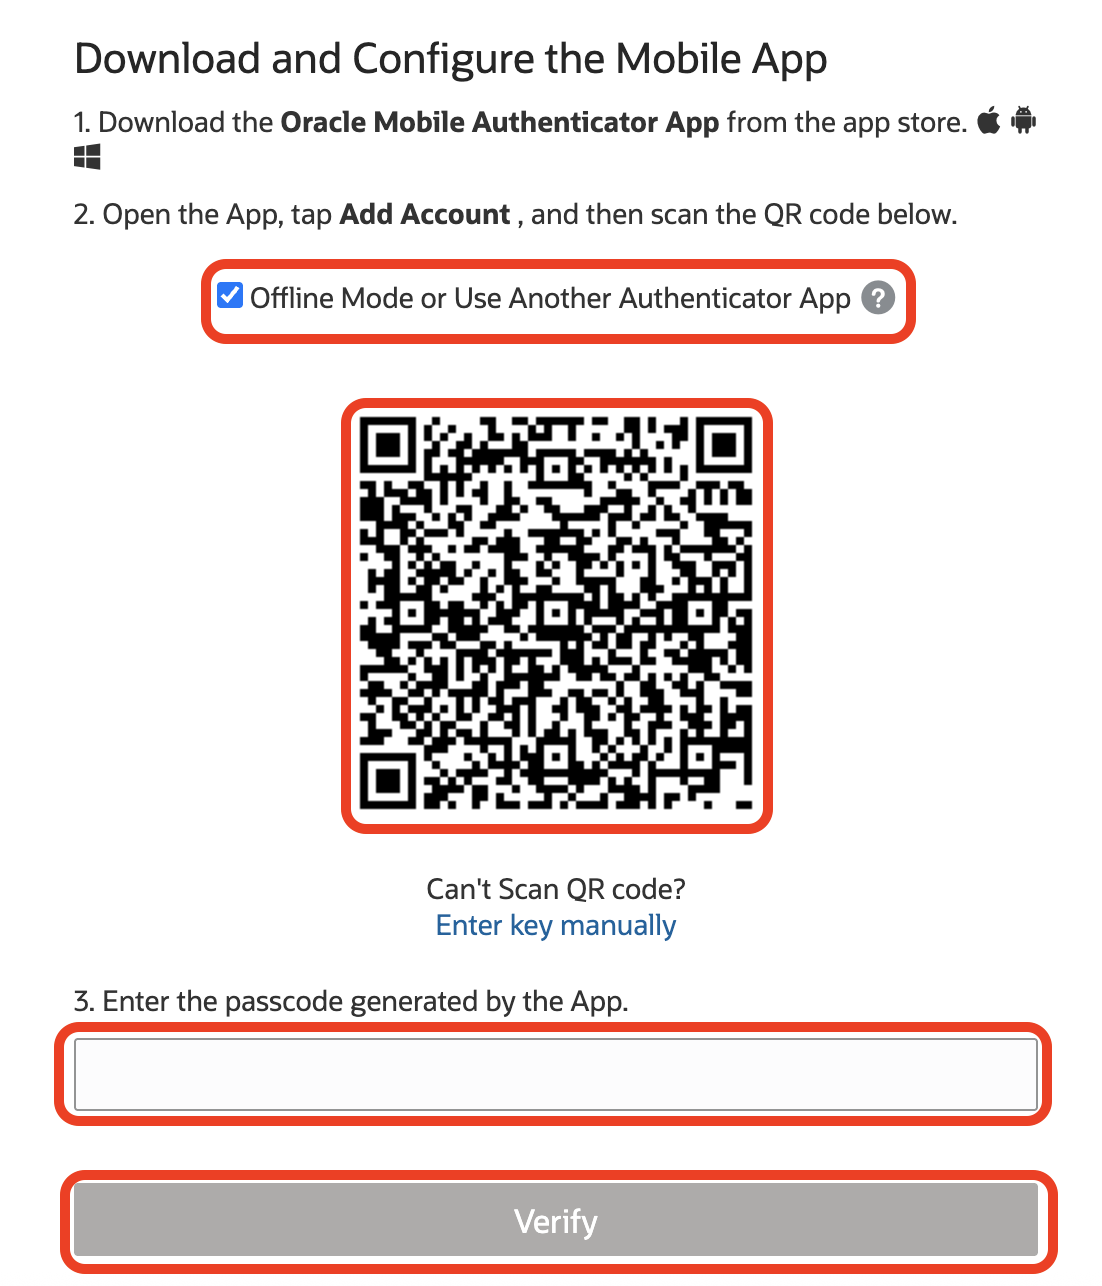 Download and Configure the Mobile App
1. Download the Oracle Mobile Authenticator App from the app store.
2. Open the App, tap Add Account , and then scan the QR code below.
Offline Mode or Use Another Authenticator App ?
Can't Scan QR code?
Enter key manually
3. Enter the passcode generated by the App.
Verify